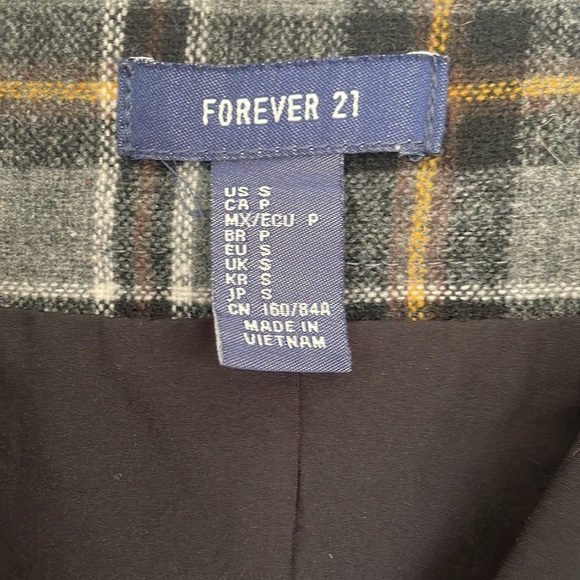 FOREVER 21
US S
CA P
MX/ECU P
BR P
EU S
UK S
KR S
JP S
CN 160/84A
MADE IN
VIETNAM